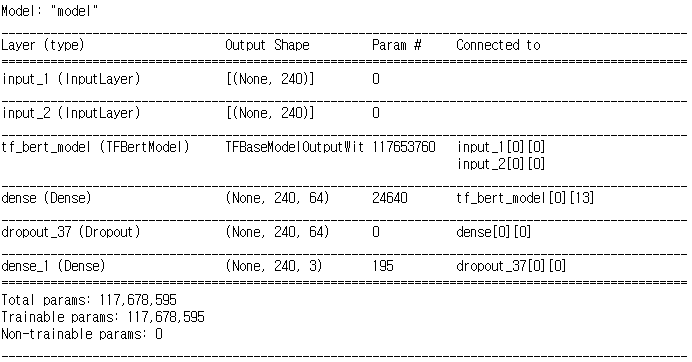 Model: "model"
__________________________________________________________________________________________________
Layer (type)                    Output Shape         Param #     Connected to
==================================================================================================
input_1 (InputLayer)            [(None, 240)]        0
__________________________________________________________________________________________________
input_2 (InputLayer)            [(None, 240)]        0
__________________________________________________________________________________________________
tf_bert_model (TFBertModel)     TFBaseModelOutputWit 117653760   input_1[0][0]
                                                                 input_2[0][0]
__________________________________________________________________________________________________
dense (Dense)                   (None, 240, 64)      24640       tf_bert_model[0][13]
__________________________________________________________________________________________________
dropout_37 (Dropout)            (None, 240, 64)      0           dense[0][0]
__________________________________________________________________________________________________
dense_1 (Dense)                 (None, 240, 3)       195         dropout_37[0][0]
==================================================================================================
Total params: 117,678,595
Trainable params: 117,678,595
Non-trainable params: 0
__________________________________________________________________________________________________